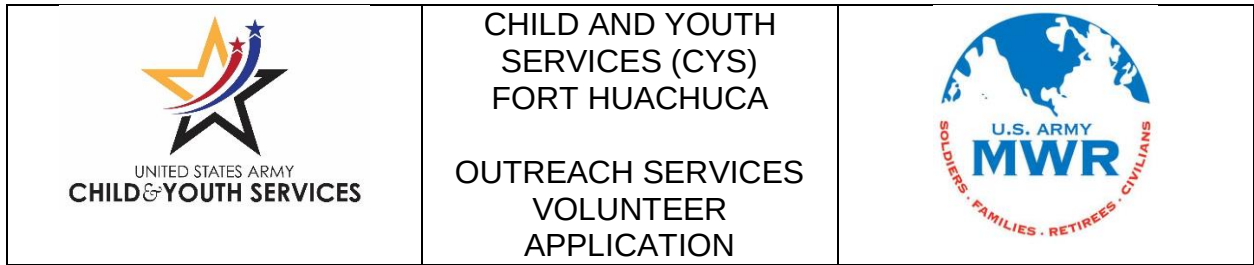 UNITED STATES ARMY
CHILD & YOUTH SERVICES
CHILD AND YOUTH
SERVICES (CYS)
FORT HUACHUCA
OUTREACH SERVICES
VOLUNTEER
APPLICATION
U.S. ARMY
MWR
SOLDIERS · FAMILIES · RETIREES · CIVILIANS